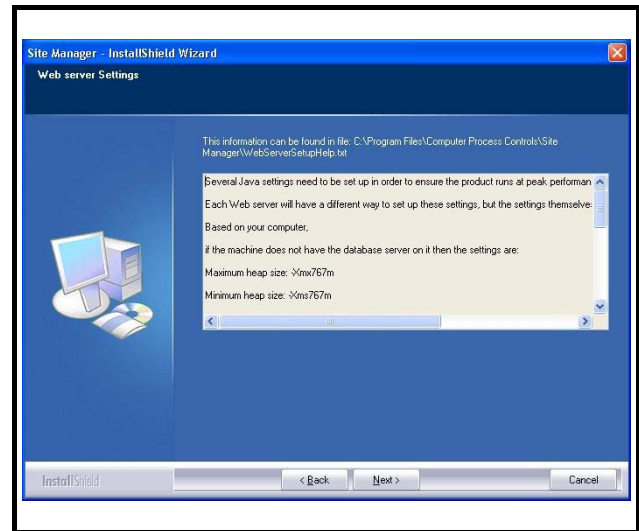 Site Manager - InstallShield Wizard
Web server Settings
This information can be found in file: C:\Program Files\Computer Process Controls\Site
Manager\WebServerSetupHelp.txt
Several Java settings need to be set up in order to ensure the product runs at peak performan
Each Web server will have a different way to set up these settings, but the settings themselve
Based on your computer,
if the machine does not have the database server on it then the settings are:
Maximum heap size: -Xmx767m
Minimum heap size: -Xms767m
InstallShield
< Back
Next >
Cancel